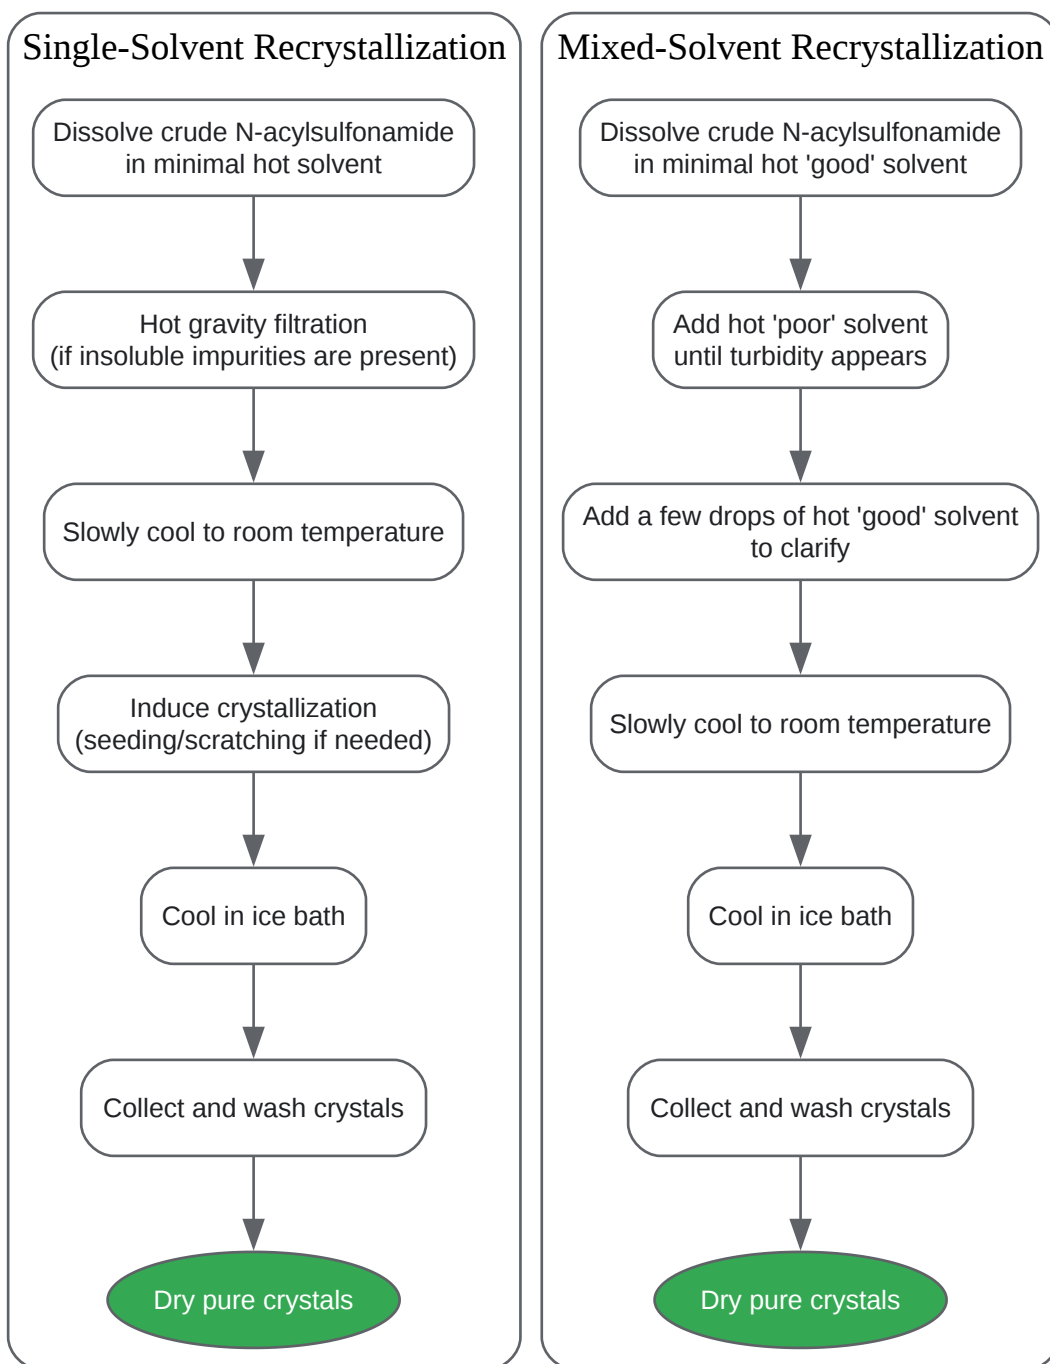 Single-Solvent Recrystallization
Dissolve crude N-acylsulfonamide
in minimal hot solvent
Hot gravity filtration
(if insoluble impurities are present)
Slowly cool to room temperature
Induce crystallization
(seeding/scratching if needed)
Cool in ice bath
Collect and wash crystals
Dry pure crystals
Mixed-Solvent Recrystallization
Dissolve crude N-acylsulfonamide
in minimal hot 'good' solvent
Add hot 'poor' solvent
until turbidity appears
Add a few drops of hot 'good' solvent
to clarify
Slowly cool to room temperature
Cool in ice bath
Collect and wash crystals
Dry pure crystals